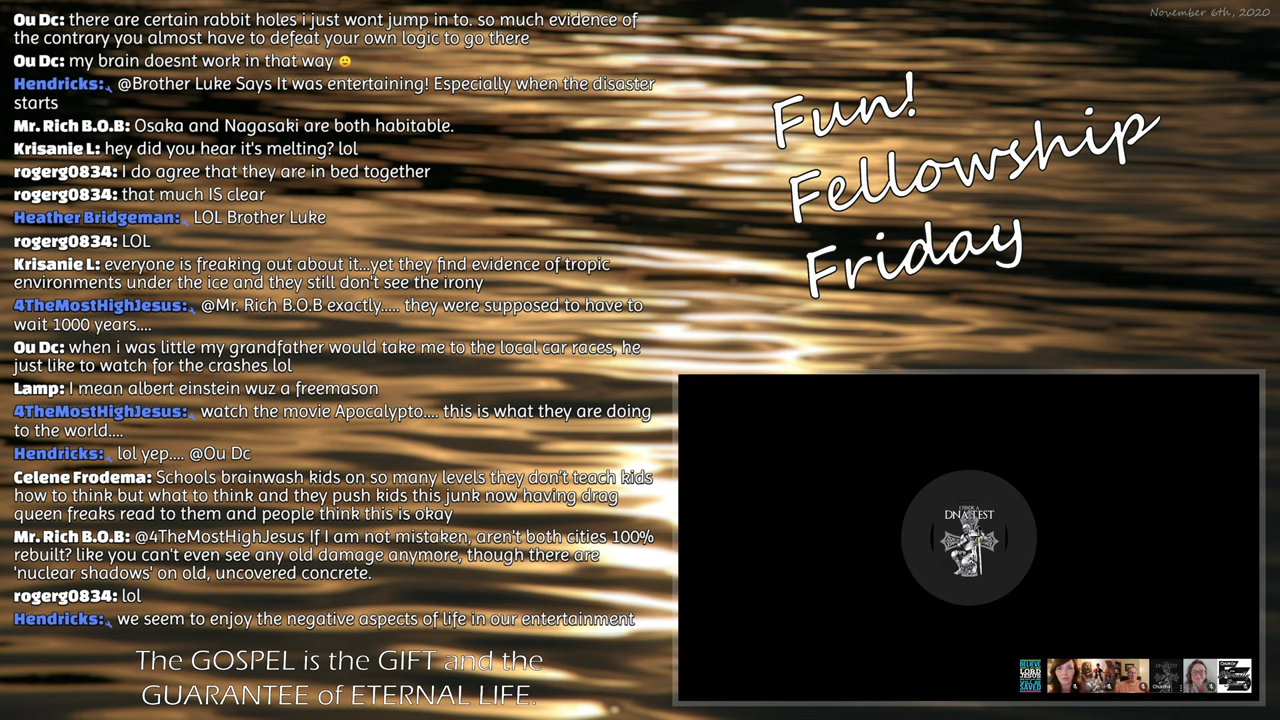 Ou Dc: there are certain rabbit holes i just wont jump in to. so much evidence of
the contrary you almost have to defeat your own logic to go there
Ou Dc: my brain doesnt work in that way 🙂
Hendricks: @Brother Luke Says It was entertaining! Especially when the disaster
starts
Mr. Rich B.O.B: Osaka and Nagasaki are both habitable.
Krisanie L: hey did you hear it's melting? lol
rogerg0834: I do agree that they are in bed together
rogerg0834: that much IS clear
Heather Bridgeman: LOL Brother Luke
rogerg0834: LOL
Krisanie L: everyone is freaking out about it...yet they find evidence of tropic
environments under the ice and they still don't see the irony
4TheMostHighJesus: @Mr. Rich B.O.B exactly..... they were supposed to have to
wait 1000 years....
Ou Dc: when i was little my grandfather would take me to the local car races, he
just like to watch for the crashes lol
Lamp: I mean albert einstein wuz a freemason
4TheMostHighJesus: watch the movie Apocalypto.... this is what they are doing
to the world....
Hendricks: lol yep.... @Ou Dc
Celene Frodema: Schools brainwash kids on so many levels they don't teach kids
how to think but what to think and they push kids this junk now having drag
queen freaks read to them and people think this is okay
Mr. Rich B.O.B: @4TheMostHighJesus If I am not mistaken, aren't both cities 100%
rebuilt? like you can't even see any old damage anymore, though there are
'nuclear shadows' on old, uncovered concrete.
rogerg0834: lol
Hendricks: we seem to enjoy the negative aspects of life in our entertainment
The GOSPEL is the GIFT and the
GUARANTEE of ETERNAL LIFE.
November 6th, 2020
Fun!
Fellowship
Friday
I TOOK A
DNA TEST
BELIEVE
LORD
JESUS
SAVED